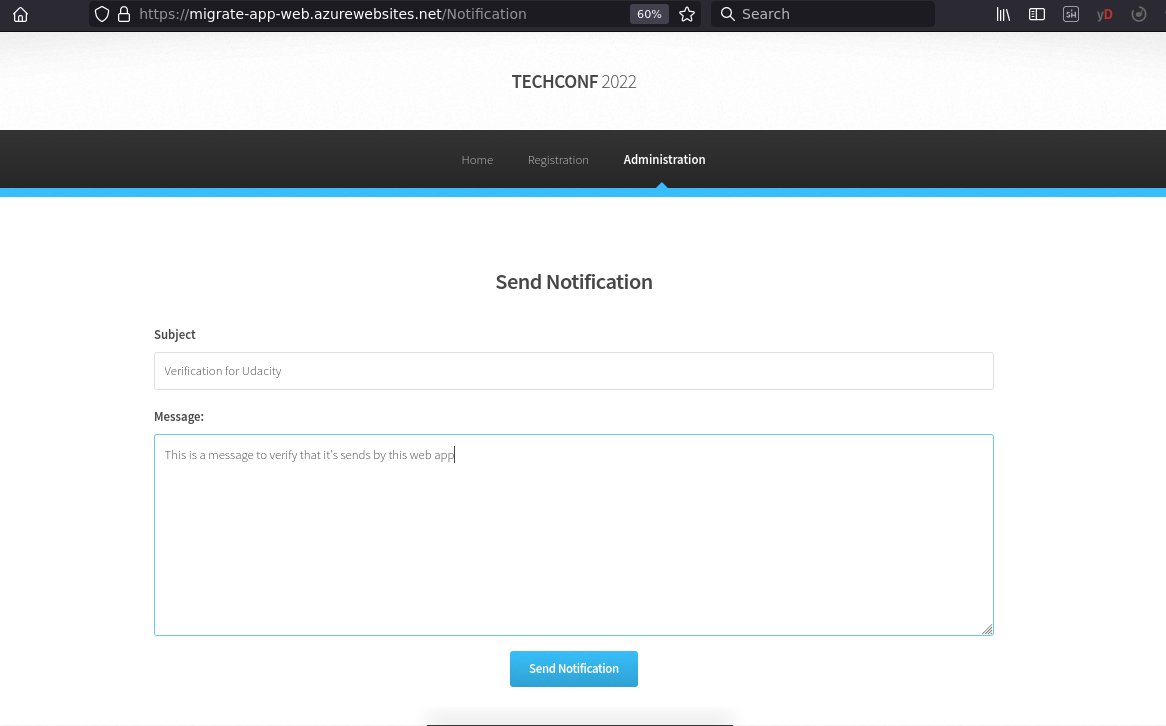 https://migrate-app-web.azurewebsites.net/Notification 60% Search yD
TECHCONF 2022
Home Registration Administration
Send Notification
Subject
Verification for Udacity
Message:
This is a message to verify that it's sends by this web app
Send Notification